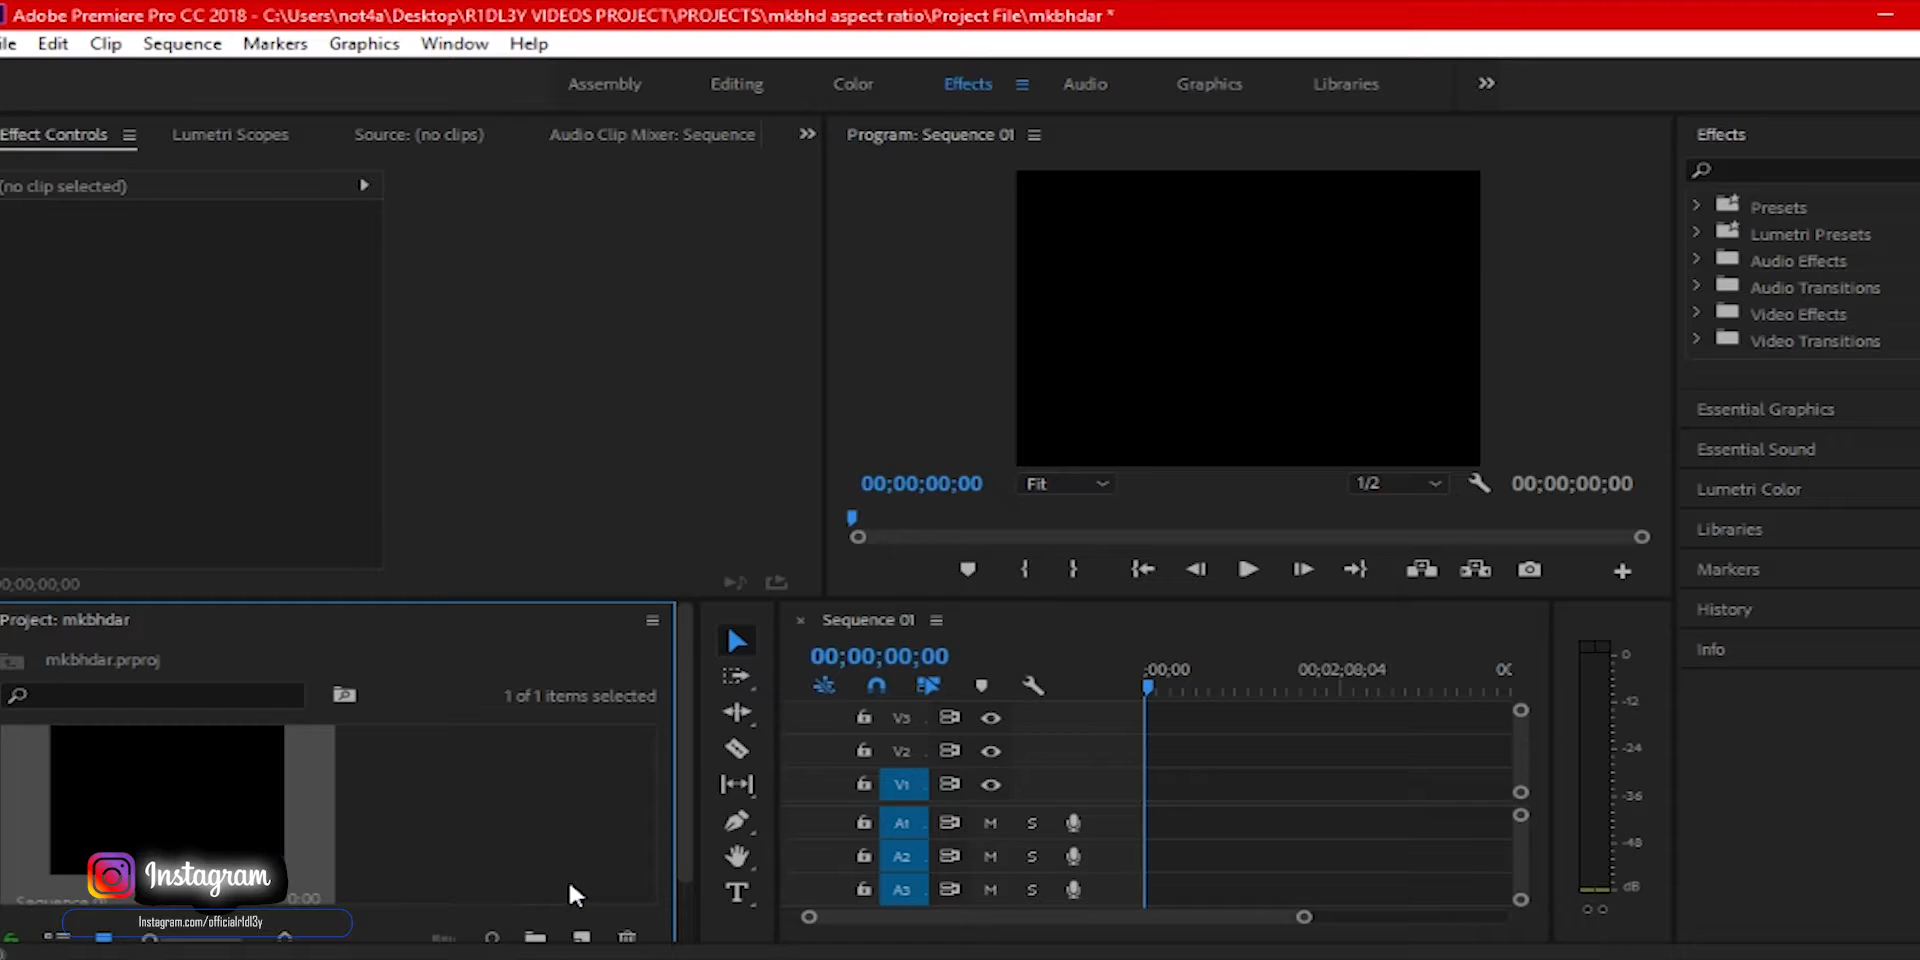 Adobe Premiere Pro CC 2018 - C:\Users\not4a\Desktop\R1DL3Y VIDEOS PROJECT\PROJECTS\mkbhd aspect ratio\Project File\mkbhdar *
ile Edit Clip Sequence Markers Graphics Window Help
Assembly Editing Color Effects Audio Graphics Libraries
Effect Controls Lumetri Scopes Source: (no clips) Audio Clip Mixer: Sequence
(no clip selected)
0;00;00;00
Program: Sequence 01
00;00;00;00 Fit 1/2 00;00;00;00
Effects
Presets
Lumetri Presets
Audio Effects
Audio Transitions
Video Effects
Video Transitions
Essential Graphics
Essential Sound
Lumetri Color
Libraries
Markers
History
Info
Project: mkbhdar
mkbhdar.prproj
1 of 1 items selected
Sequence 01 0:00
Instagram
Instagram.com/officialr1dl3y
Sequence 01
00;00;00;00
;00;00 00;02;08;04 00
V3
V2
V1
A1 M S
A2 M S
A3 M S
0
-12
-24
-36
-48
dB